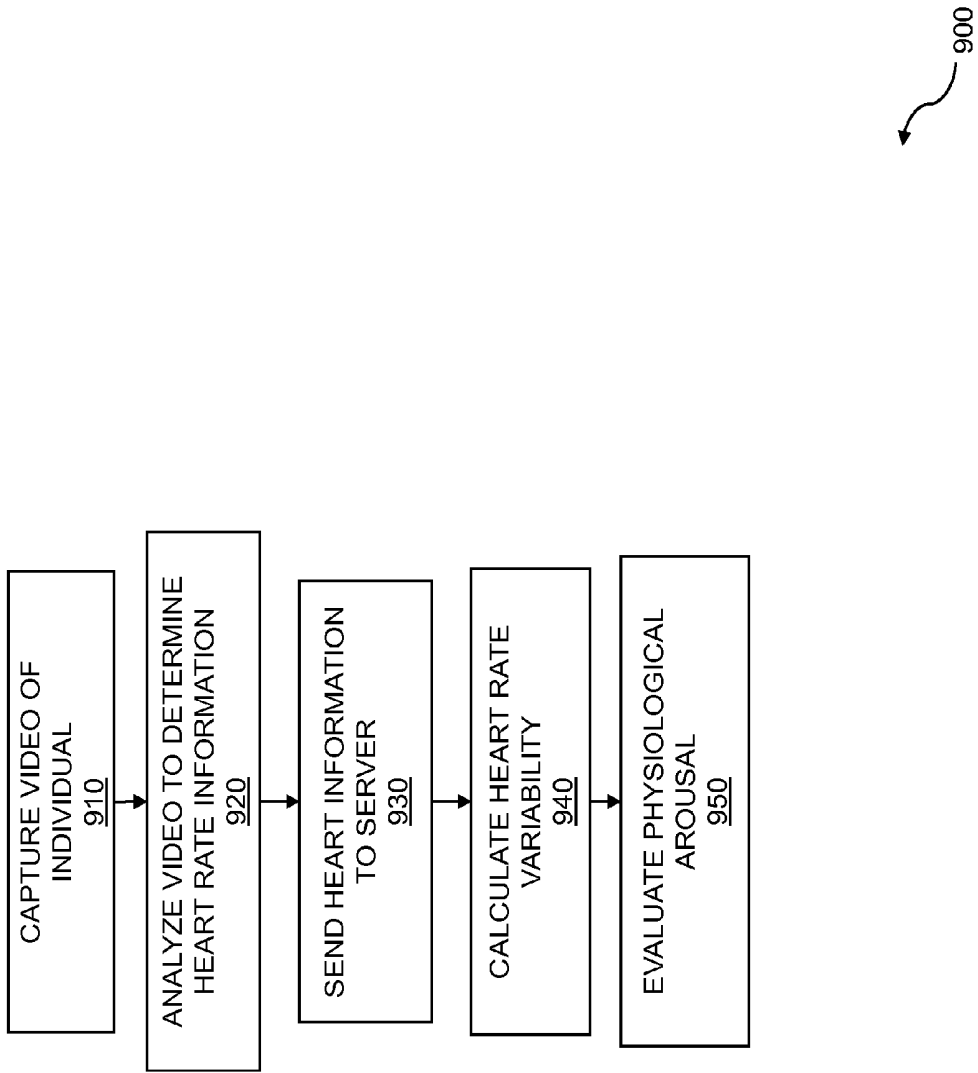 CAPTURE VIDEO OF
INDIVIDUAL
910
ANALYZE VIDEO TO DETERMINE
HEART RATE INFORMATION
920
SEND HEART INFORMATION
TO SERVER
930
CALCULATE HEART RATE
VARIABILITY
940
EVALUATE PHYSIOLOGICAL
AROUSAL
950
900